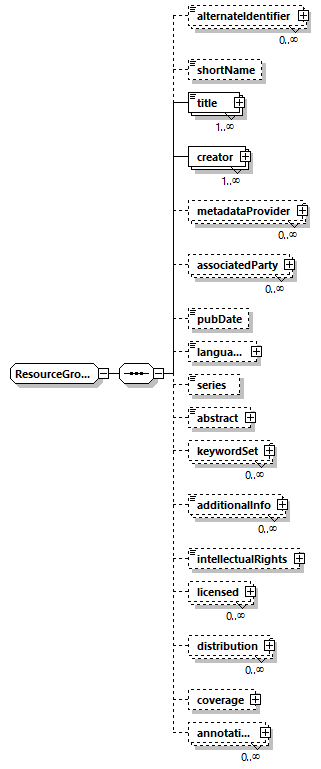 alternateIdentifier
0..∞
shortName
title
1..∞
creator
1..∞
metadataProvider
0..∞
associatedParty
0..∞
pubDate
ResourceGro...
langua...
series
abstract
keywordSet
0..∞
additionalInfo
0..∞
intellectualRights
licensed
0..∞
distribution
0..∞
coverage
annotati...
0..∞